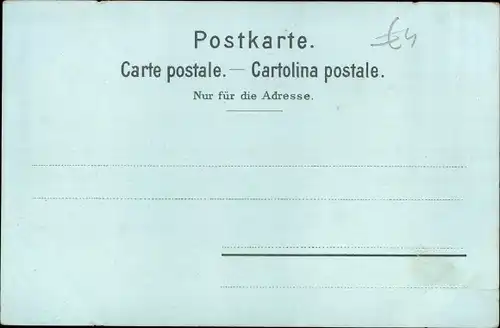 Postkarte.
Carte postale. — Cartolina postale.
Nur für die Adresse.